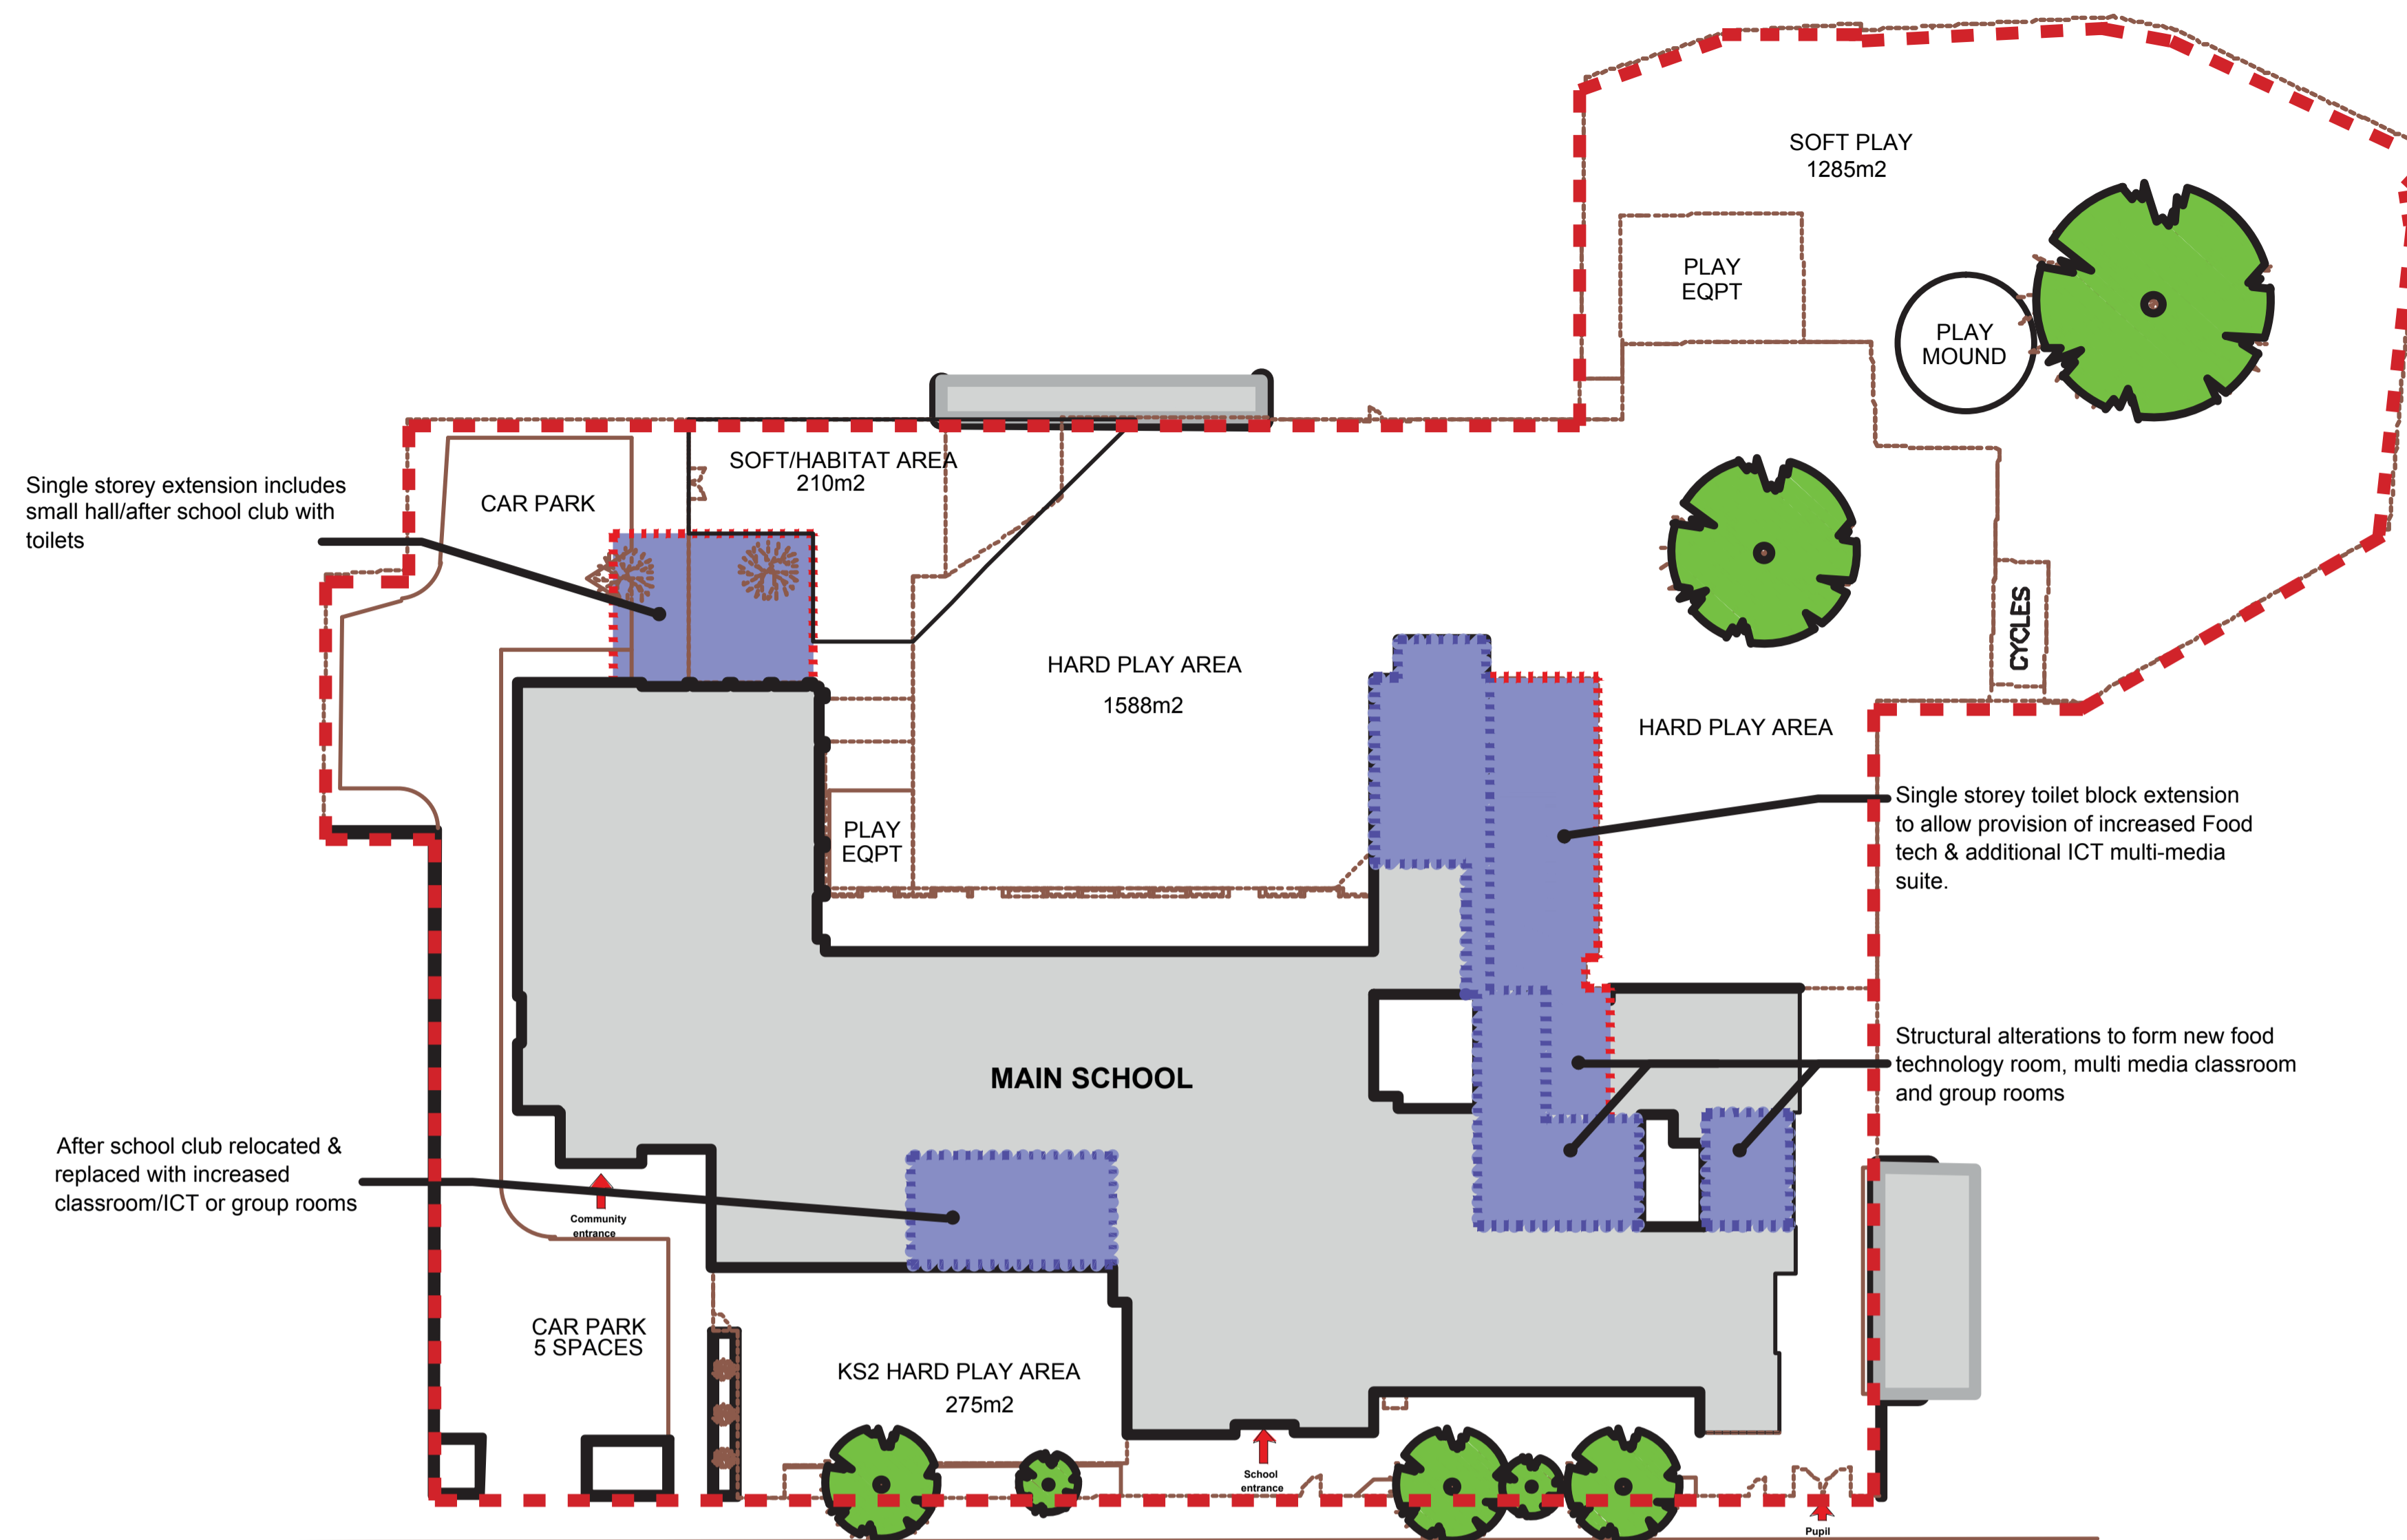 SOFT PLAY
1285m2
PLAY
EQPT
PLAY
MOUND
SOFT/HABITAT AREA
210m2
CAR PARK
Single storey extension includes
small hall/after school club with
toilets
CYCLES
HARD PLAY AREA
1588m2
HARD PLAY AREA
PLAY
EQPT
Single storey toilet block extension
to allow provision of increased Food
tech & additional ICT multi-media
suite.
Structural alterations to form new food
technology room, multi media classroom
and group rooms
MAIN SCHOOL
After school club relocated &
replaced with increased
classroom/ICT or group rooms
Community
entrance
CAR PARK
5 SPACES
KS2 HARD PLAY AREA
275m2
School
entrance
Pupil